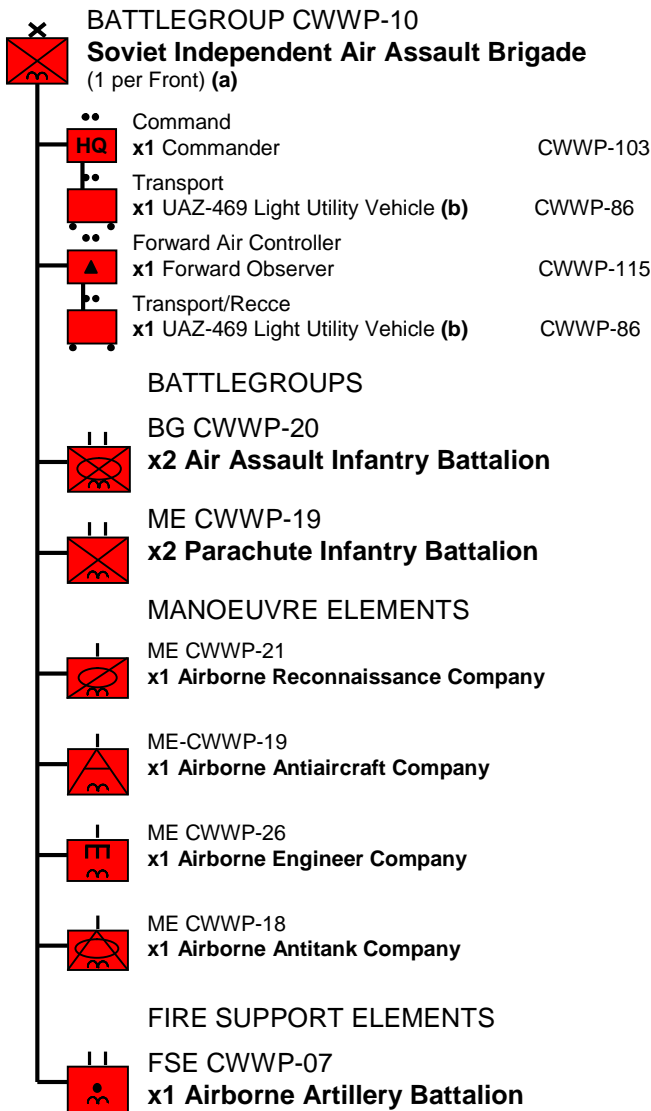 BATTLEGROUP CWWP-10
Soviet Independent Air Assault Brigade
(1 per Front) (a)
Command
HQ x1 Commander CWWP-103
Transport
x1 UAZ-469 Light Utility Vehicle (b) CWWP-86
Forward Air Controller
x1 Forward Observer CWWP-115
Transport/Recce
x1 UAZ-469 Light Utility Vehicle (b) CWWP-86
BATTLEGROUPS
BG CWWP-20
x2 Air Assault Infantry Battalion
ME CWWP-19
x2 Parachute Infantry Battalion
MANOEUVRE ELEMENTS
ME CWWP-21
x1 Airborne Reconnaissance Company
ME-CWWP-19
x1 Airborne Antiaircraft Company
ME CWWP-26
x1 Airborne Engineer Company
ME CWWP-18
x1 Airborne Antitank Company
FIRE SUPPORT ELEMENTS
FSE CWWP-07
x1 Airborne Artillery Battalion